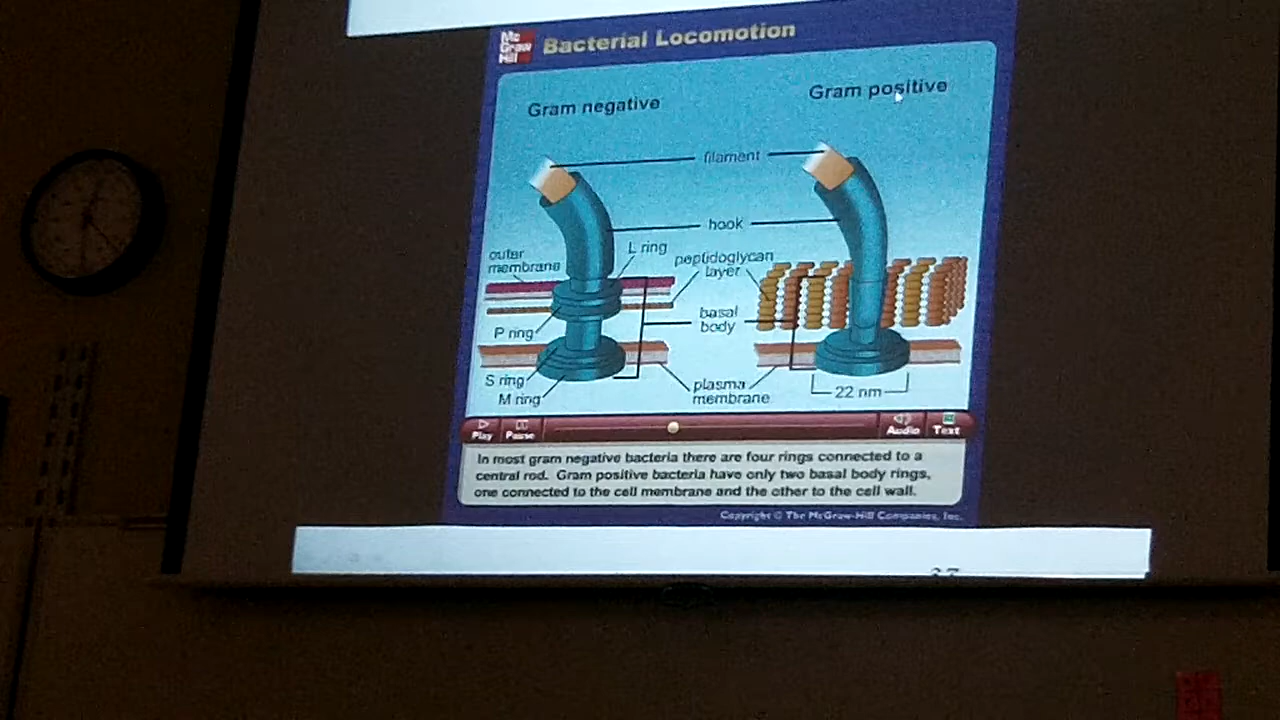 Mc
Graw
Hill
Bacterial Locomotion
Gram negative
Gram positive
filament
hook
outer
membrane
L ring
peptidoglycan
layer
P ring
basal
body
S ring
M ring
plasma
membrane
22 nm
Play
Pause
Audio
Text
In most gram negative bacteria there are four rings connected to a
central rod. Gram positive bacteria have only two basal body rings,
one connected to the cell membrane and the other to the cell wall.
Copyright © The McGraw-Hill Companies, Inc.